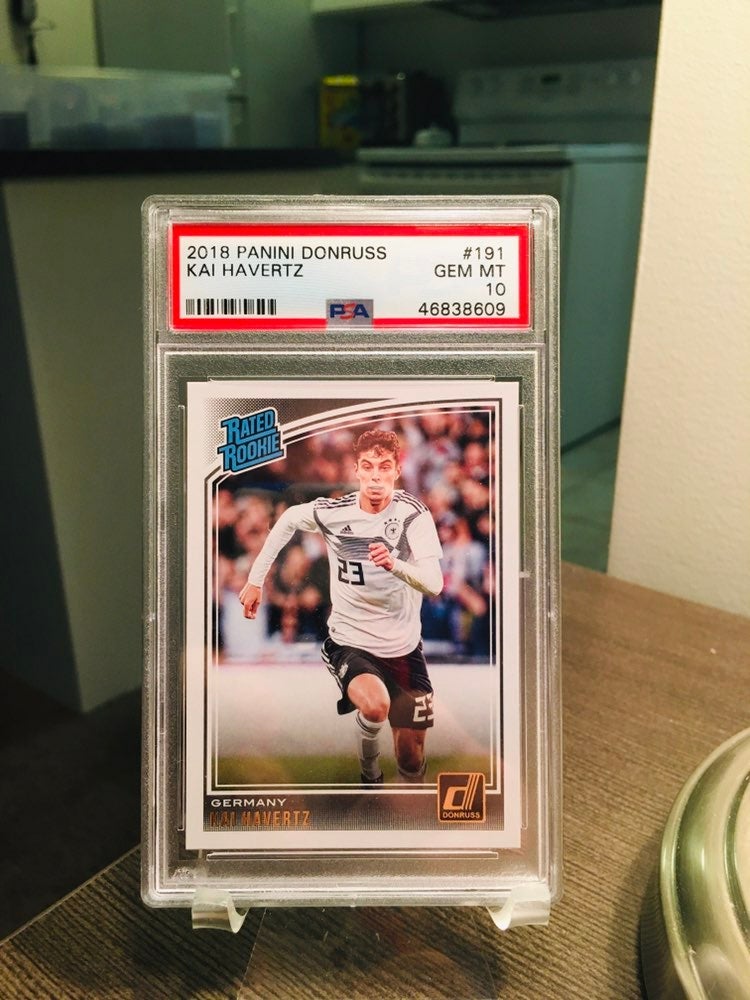 2018 PANINI DONRUSS #191
KAI HAVERTZ GEM MT
10
PSA 46838609
RATED
ROOKIE
23
23
GERMANY
KAI HAVERTZ
DONRUSS